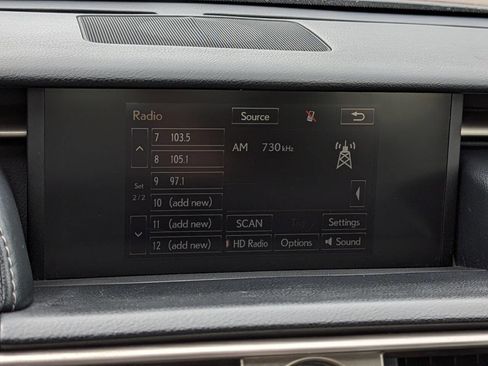 Radio Source
7 103.5
8 105.1
AM 730 kHz
Set
2/2
9 97.1
10 (add new)
11 (add new) SCAN Settings
12 (add new) HD Radio Options Sound